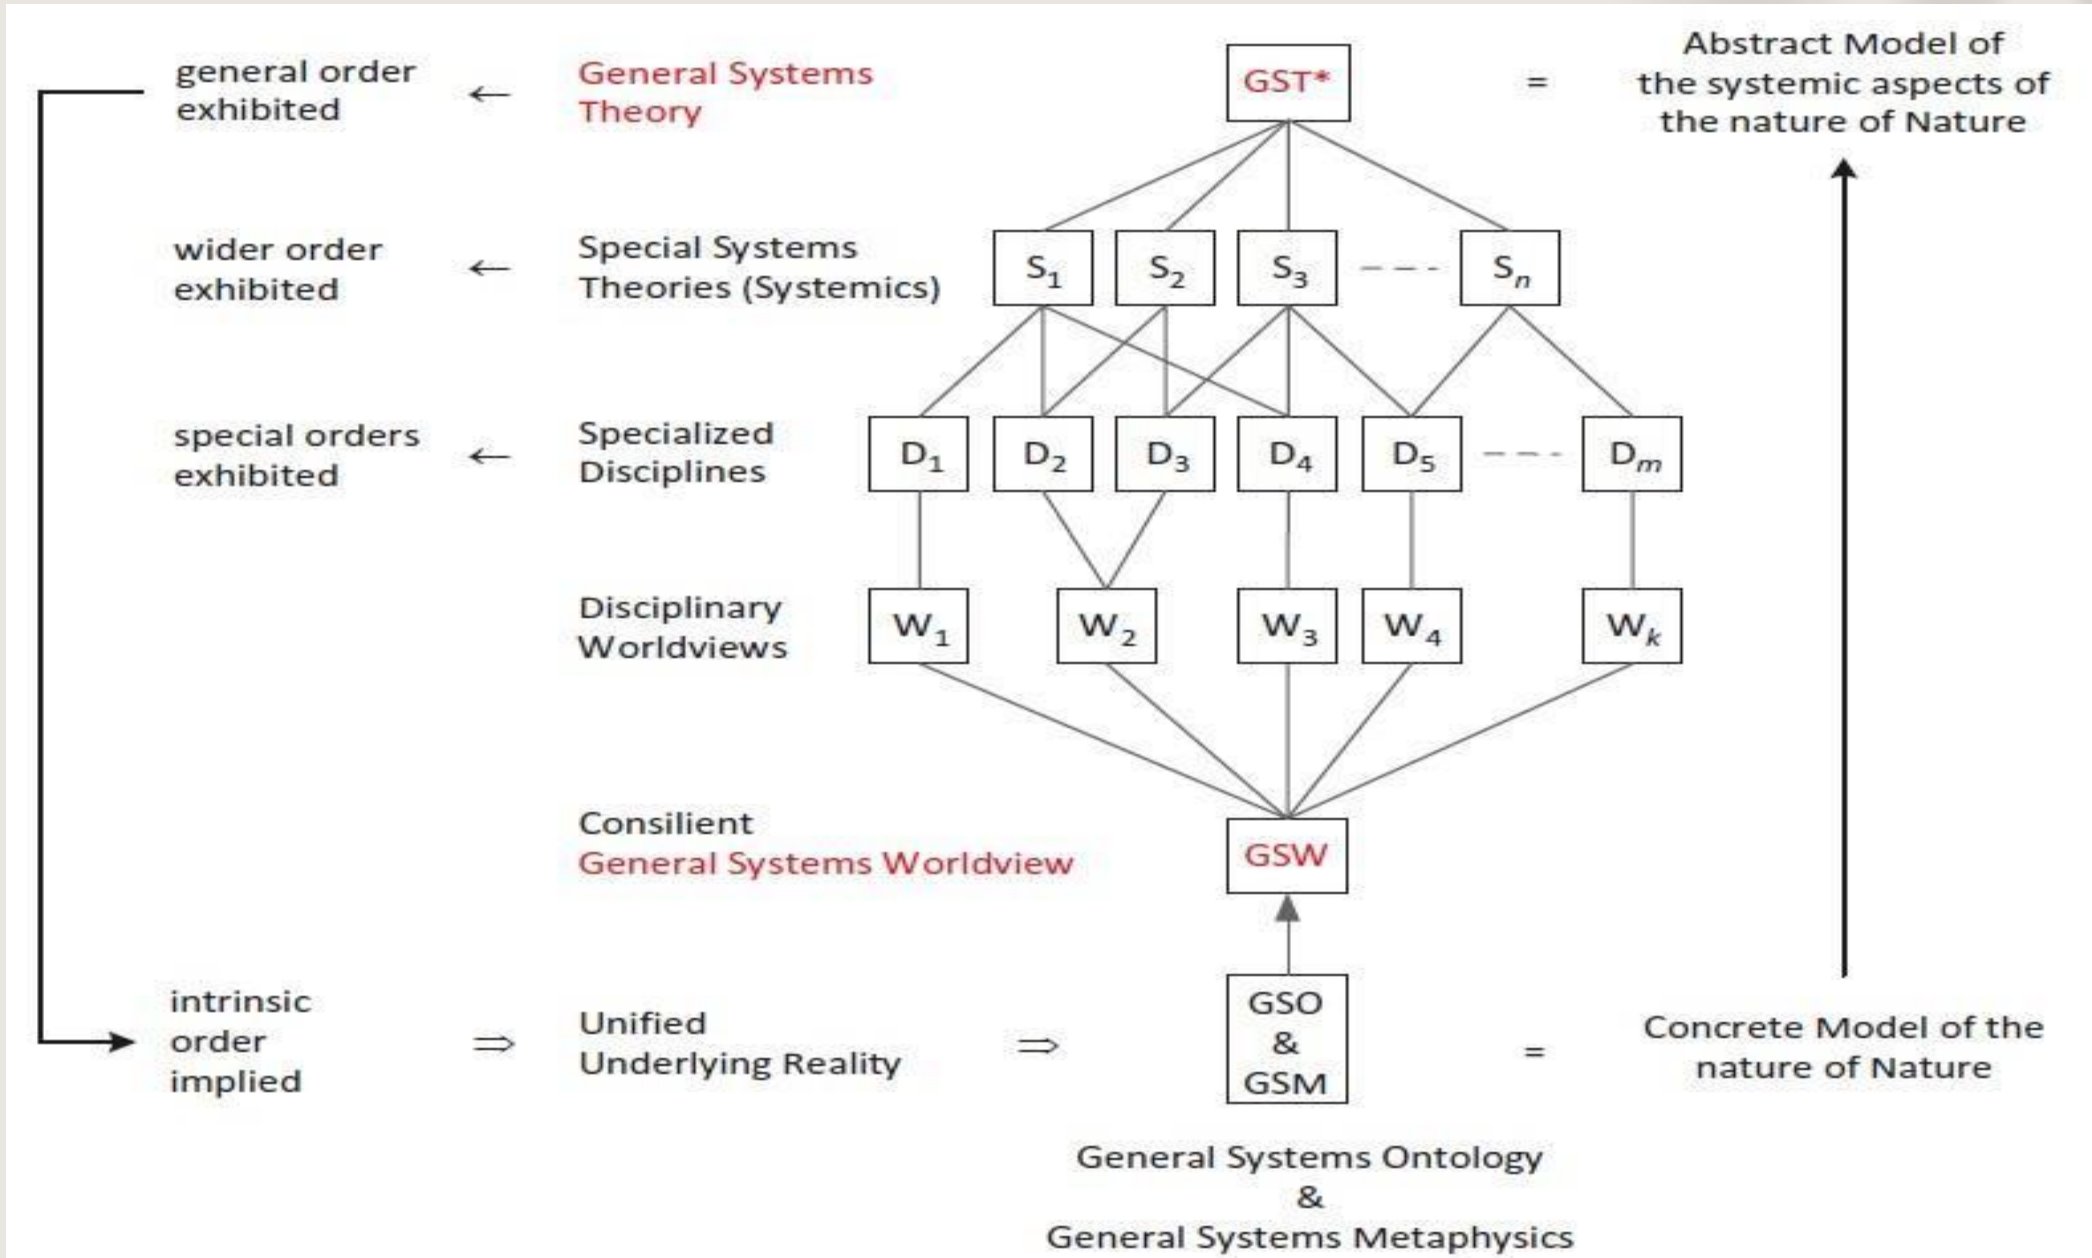 general order
exhibited
←
General Systems
Theory
GST*
=
Abstract Model of
the systemic aspects of
the nature of Nature
wider order
exhibited
←
Special Systems
Theories (Systemics)
S1
S2
S3
Sn
special orders
exhibited
←
Specialized
Disciplines
D1
D2
D3
D4
D5
Dm
Disciplinary
Worldviews
W1
W2
W3
W4
Wk
Consilient
General Systems Worldview
GSW
intrinsic
order
implied
⇒
Unified
Underlying Reality
⇒
GSO
&
GSM
=
Concrete Model of the
nature of Nature
General Systems Ontology
&
General Systems Metaphysics